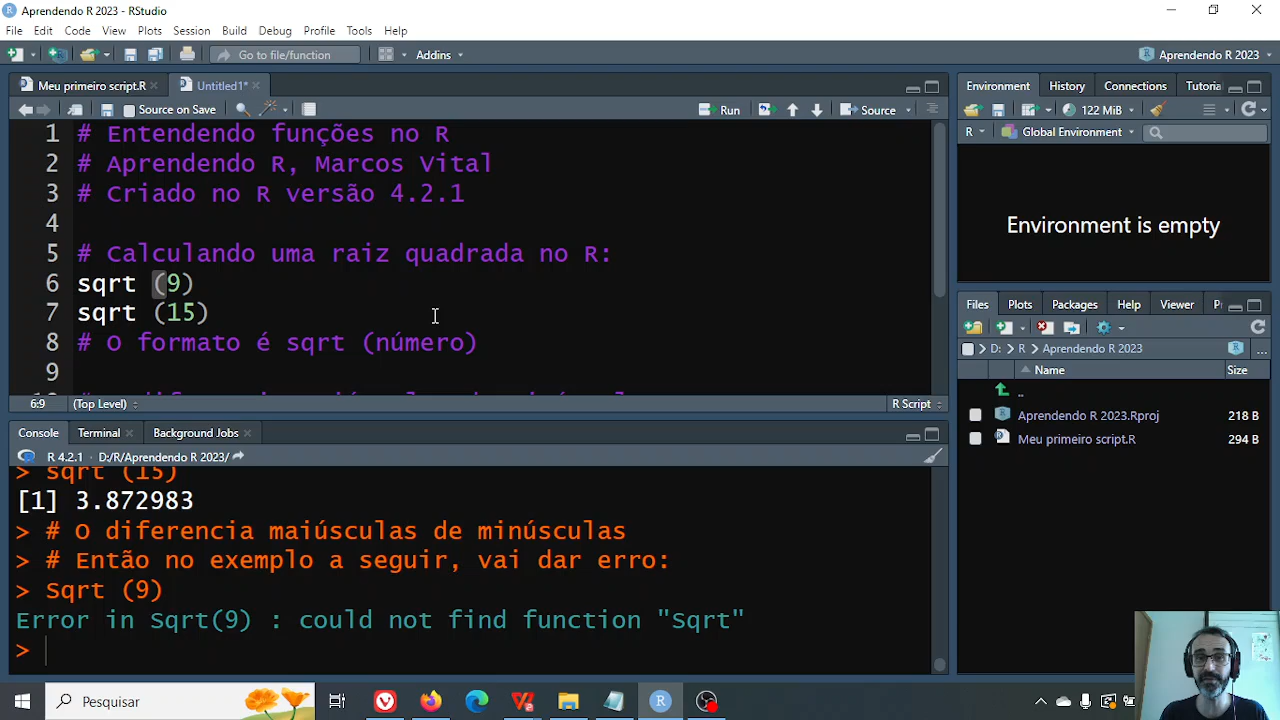 Aprendendo R 2023 - RStudio
File Edit Code View Plots Session Build Debug Profile Tools Help
Go to file/function Addins Aprendendo R 2023
Meu primeiro script.R Untitled1*
Source on Save Run Source
1 # Entendendo funções no R
2 # Aprendendo R, Marcos Vital
3 # Criado no R versão 4.2.1
4
5 # Calculando uma raiz quadrada no R:
6 sqrt (9)
7 sqrt (15)
8 # O formato é sqrt (número)
9
6:9 (Top Level) R Script
Console Terminal Background Jobs
R 4.2.1 · D:/R/Aprendendo R 2023/
> sqrt (15)
[1] 3.872983
> # O diferencia maiúsculas de minúsculas
> # Então no exemplo a seguir, vai dar erro:
> Sqrt (9)
Error in Sqrt(9) : could not find function "Sqrt"
>
Environment History Connections Tutoria
122 MiB
R Global Environment
Environment is empty
Files Plots Packages Help Viewer P
D: R Aprendendo R 2023
Name Size
..
Aprendendo R 2023.Rproj 218 B
Meu primeiro script.R 294 B
Pesquisar